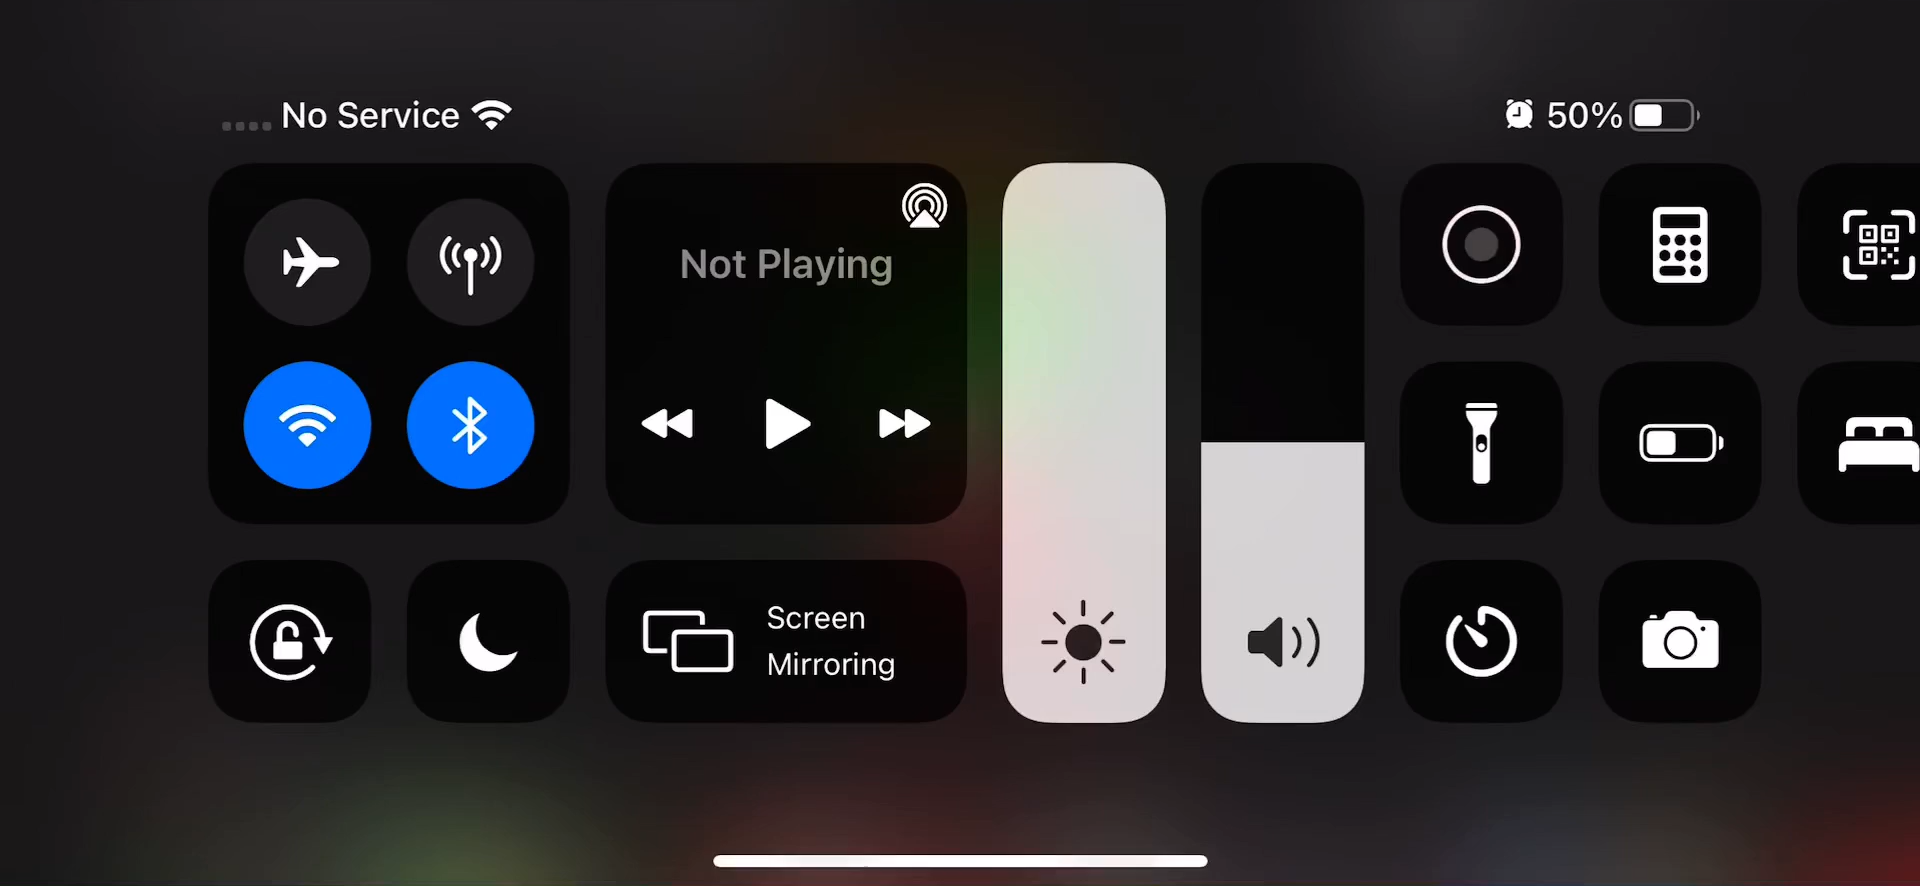 No Service
50%
Not Playing
Screen
Mirroring